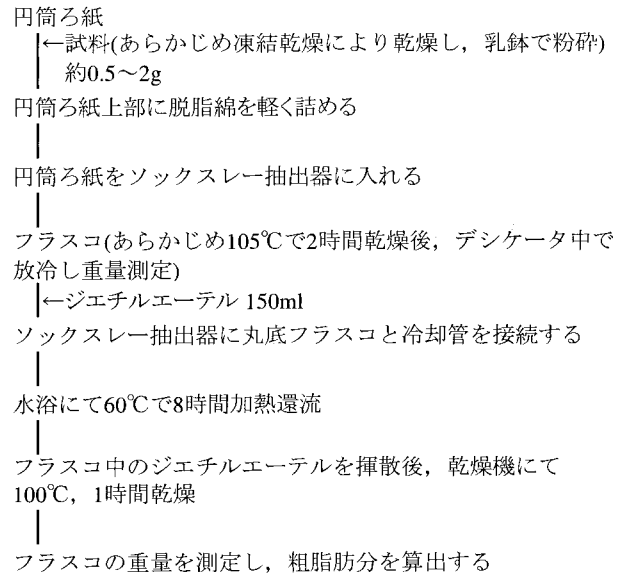 円筒ろ紙
←試料(あらかじめ凍結乾燥により乾燥し，乳鉢で粉砕)
約0.5〜2g
円筒ろ紙上部に脱脂綿を軽く詰める
円筒ろ紙をソックスレー抽出器に入れる
フラスコ(あらかじめ105℃で2時間乾燥後，デシケータ中で
放冷し重量測定)
←ジエチルエーテル 150ml
ソックスレー抽出器に丸底フラスコと冷却管を接続する
水浴にて60℃で8時間加熱還流
フラスコ中のジエチルエーテルを揮散後，乾燥機にて
100℃，1時間乾燥
フラスコの重量を測定し，粗脂肪分を算出する